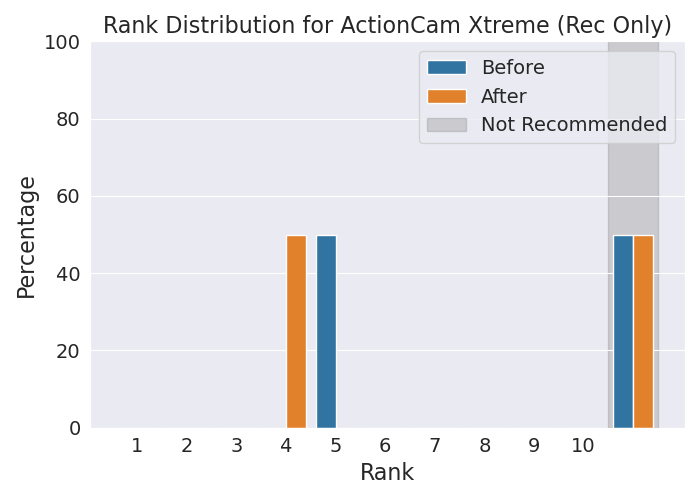 Rank Distribution for ActionCam Xtreme (Rec Only)
100
80
60
40
20
0
Percentage
Before
After
Not Recommended
1 2 3 4 5 6 7 8 9 10
Rank